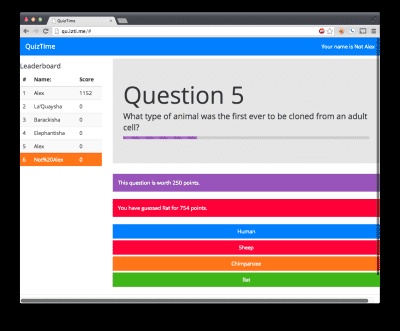 QuizTime
qu.izti.me/#
QuizTime
Your name is Not Alex
Leaderboard
# Name: Score
1 Alex 1152
2 La'Quaysha 0
3 Barackisha 0
4 Elephantisha 0
5 Alex 0
6 Not%20Alex 0
Question 5
What type of animal was the first ever to be cloned from an adult
cell?
This question is worth 250 points.
You have guessed Rat for 754 points.
Human
Sheep
Chimpanzee
Rat